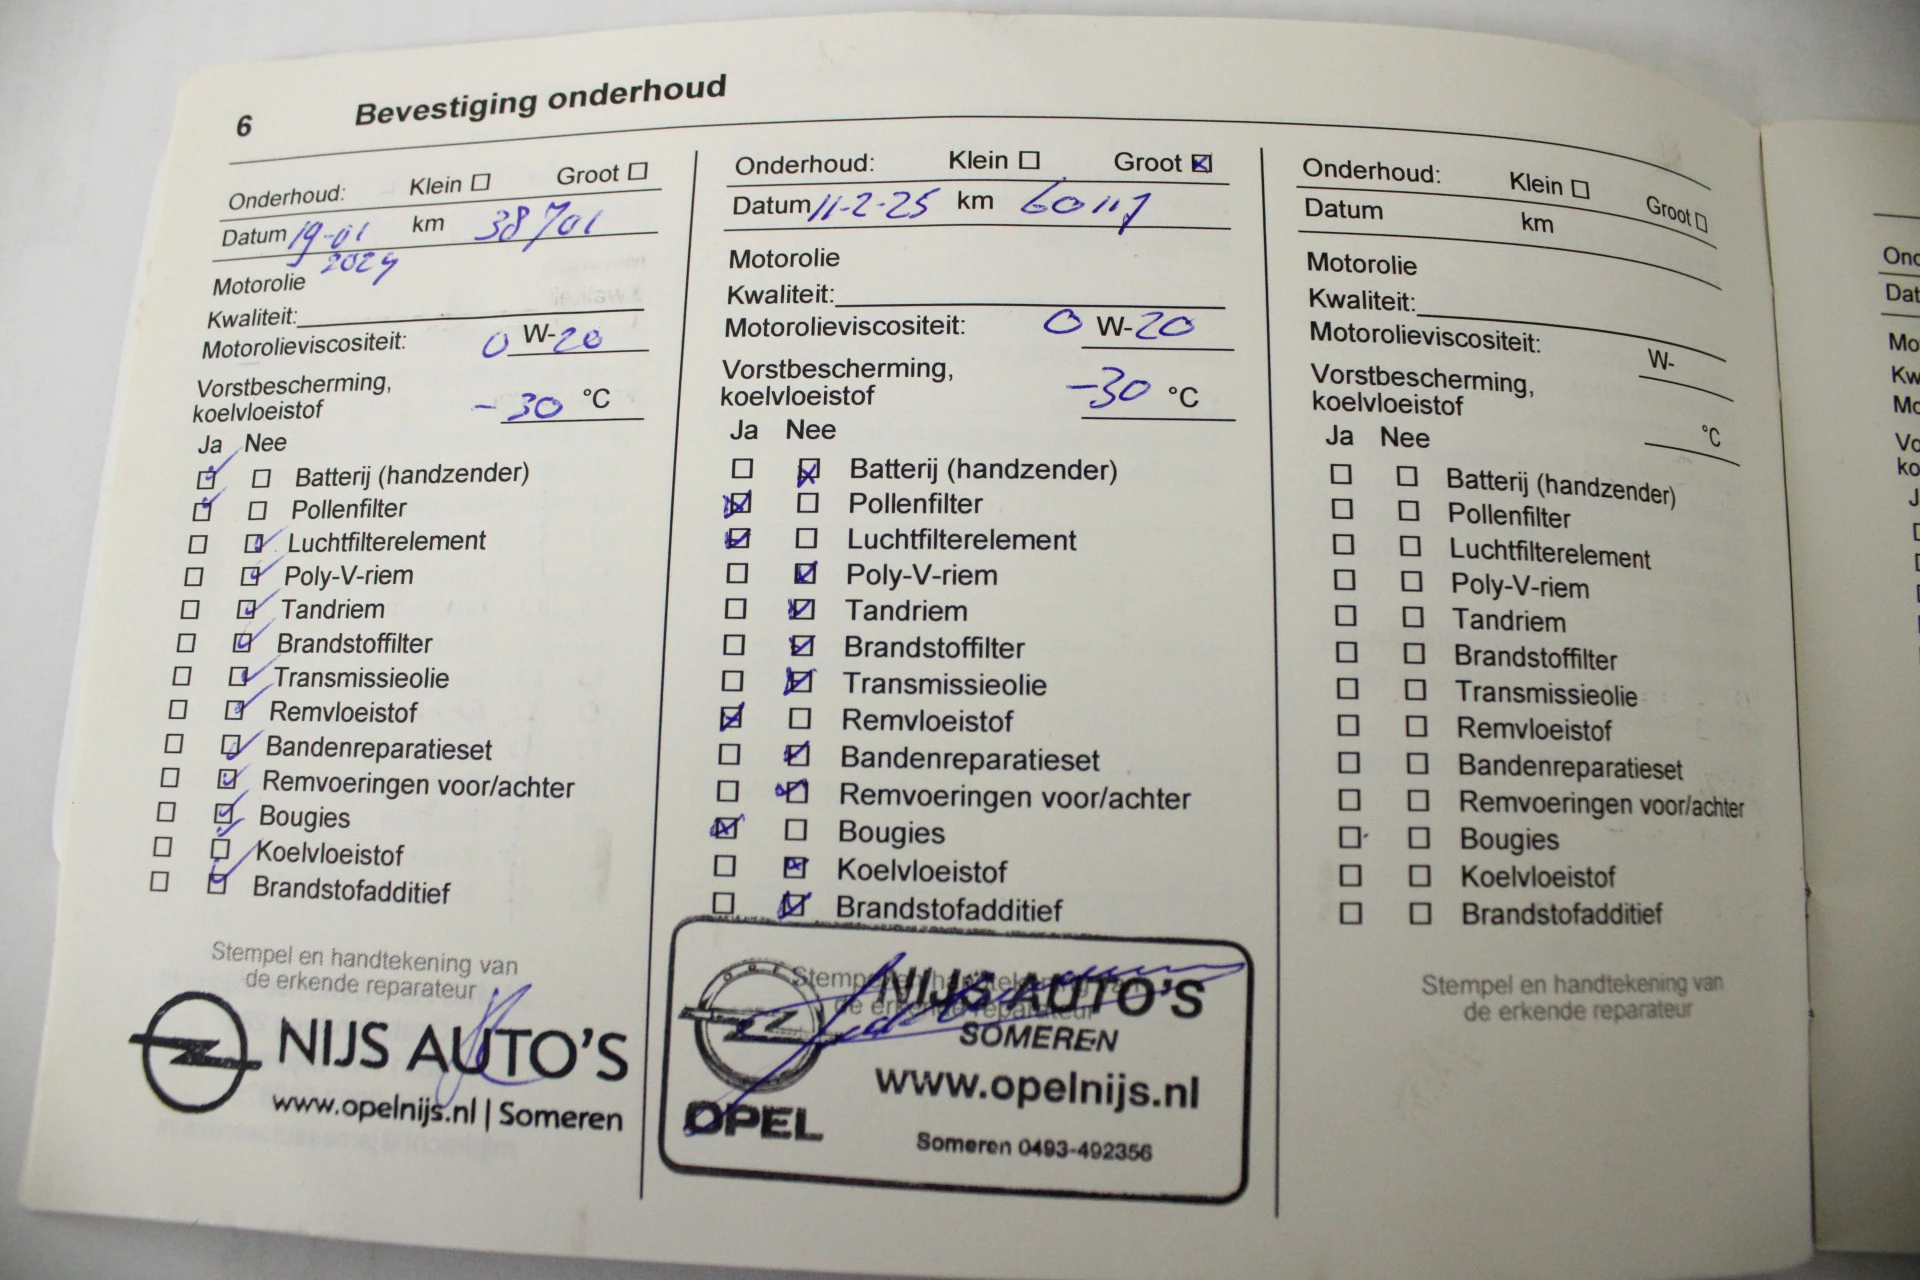 6 Bevestiging onderhoud
Onderhoud: Klein Groot
Datum 19-01 km 38701
2024
Motorolie
Kwaliteit:
Motorolieviscositeit: 0 W-20
Vorstbescherming,
koelvloeistof -30 °C
Ja Nee
Batterij (handzender)
Pollenfilter
Luchtfilterelement
Poly-V-riem
Tandriem
Brandstoffilter
Transmissieolie
Remvloeistof
Bandenreparatieset
Remvoeringen voor/achter
Bougies
Koelvloeistof
Brandstofadditief
Stempel en handtekening van
de erkende reparateur
NIJS AUTO'S
www.opelnijs.nl | Someren
Onderhoud: Klein Groot
Datum 11-2-25 km 60117
Motorolie
Kwaliteit:
Motorolieviscositeit: 0 W-20
Vorstbescherming,
koelvloeistof -30 °C
Ja Nee
Batterij (handzender)
Pollenfilter
Luchtfilterelement
Poly-V-riem
Tandriem
Brandstoffilter
Transmissieolie
Remvloeistof
Bandenreparatieset
Remvoeringen voor/achter
Bougies
Koelvloeistof
Brandstofadditief
Stempel en handtekening van
de erkende reparateur
NIJS AUTO'S
SOMEREN
www.opelnijs.nl
OPEL
Someren 0493-492356
Onderhoud: Klein Groot
Datum km
Motorolie
Kwaliteit:
Motorolieviscositeit: W-
Vorstbescherming,
koelvloeistof °C
Ja Nee
Batterij (handzender)
Pollenfilter
Luchtfilterelement
Poly-V-riem
Tandriem
Brandstoffilter
Transmissieolie
Remvloeistof
Bandenreparatieset
Remvoeringen voor/achter
Bougies
Koelvloeistof
Brandstofadditief
Stempel en handtekening van
de erkende reparateur